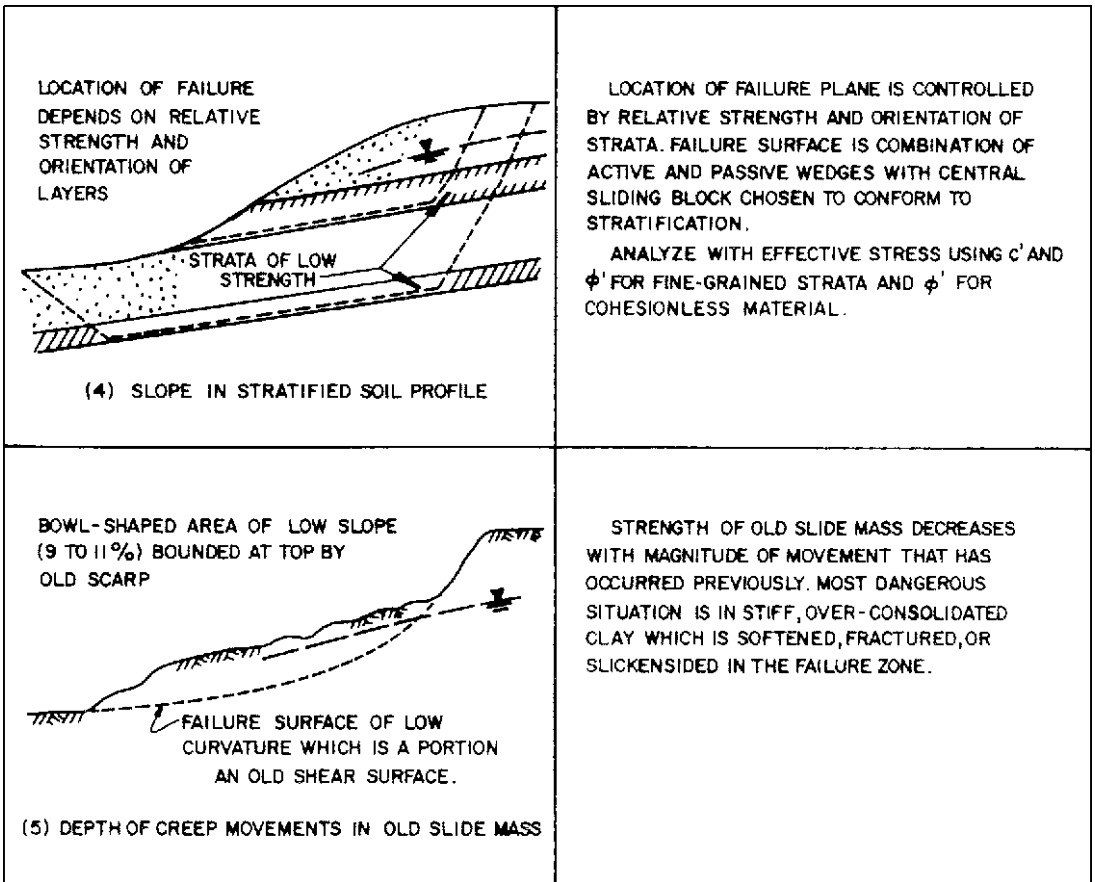 LOCATION OF FAILURE
DEPENDS ON RELATIVE
STRENGTH AND
ORIENTATION OF
LAYERS
STRATA OF LOW
STRENGTH
(4) SLOPE IN STRATIFIED SOIL PROFILE
LOCATION OF FAILURE PLANE IS CONTROLLED
BY RELATIVE STRENGTH AND ORIENTATION OF
STRATA. FAILURE SURFACE IS COMBINATION OF
ACTIVE AND PASSIVE WEDGES WITH CENTRAL
SLIDING BLOCK CHOSEN TO CONFORM TO
STRATIFICATION.
ANALYZE WITH EFFECTIVE STRESS USING C' AND
ϕ' FOR FINE-GRAINED STRATA AND ϕ' FOR
COHESIONLESS MATERIAL.
BOWL-SHAPED AREA OF LOW SLOPE
(9 TO 11%) BOUNDED AT TOP BY
OLD SCARP
FAILURE SURFACE OF LOW
CURVATURE WHICH IS A PORTION
AN OLD SHEAR SURFACE.
(5) DEPTH OF CREEP MOVEMENTS IN OLD SLIDE MASS
STRENGTH OF OLD SLIDE MASS DECREASES
WITH MAGNITUDE OF MOVEMENT THAT HAS
OCCURRED PREVIOUSLY. MOST DANGEROUS
SITUATION IS IN STIFF, OVER-CONSOLIDATED
CLAY WHICH IS SOFTENED, FRACTURED, OR
SLICKENSIDED IN THE FAILURE ZONE.